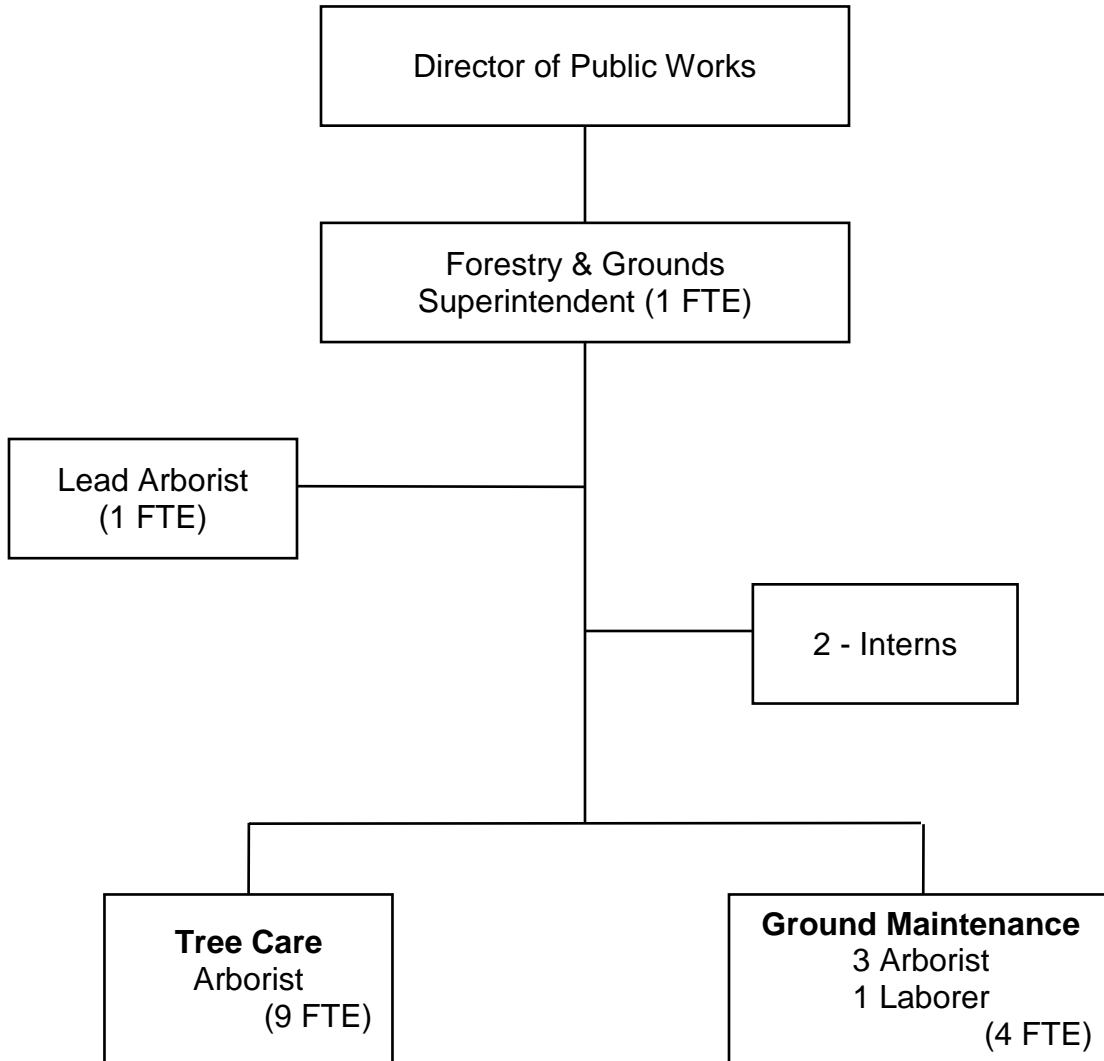 Director of Public Works
Forestry & Grounds
Superintendent (1 FTE)
Lead Arborist
(1 FTE)
2 - Interns
Tree Care
Arborist
(9 FTE)
Ground Maintenance
3 Arborist
1 Laborer
(4 FTE)